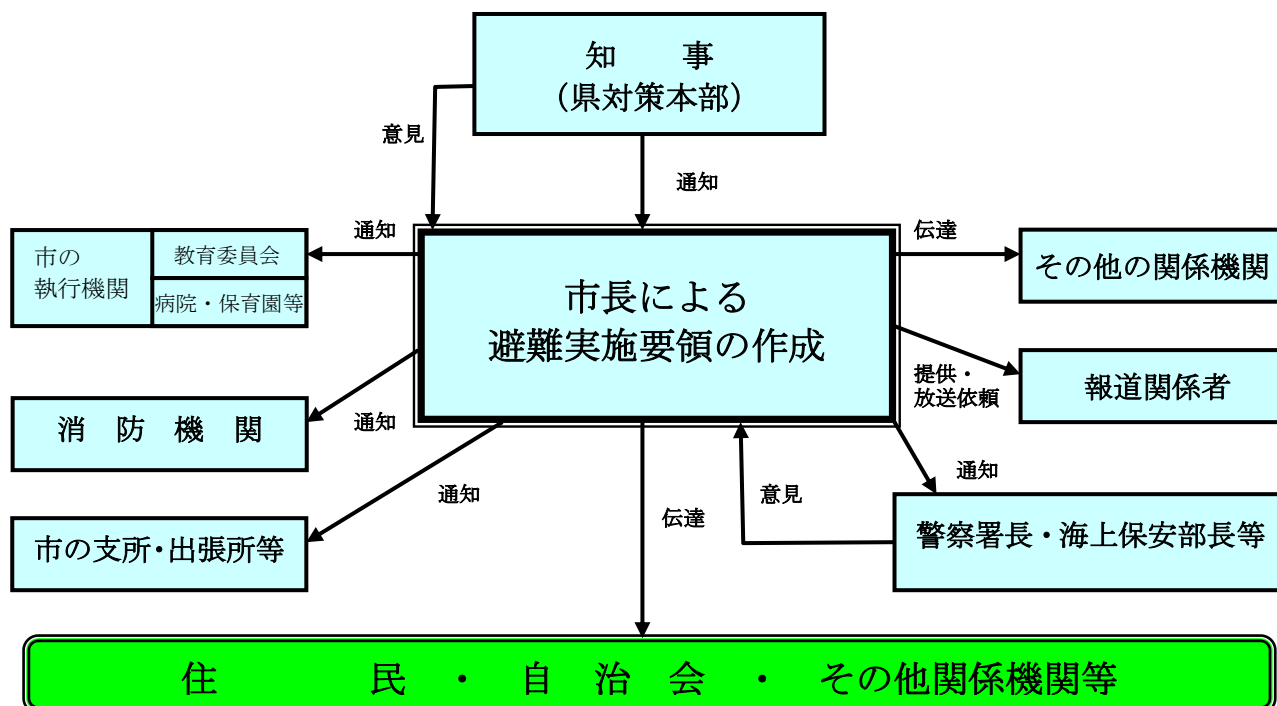 知　事
（県対策本部）
意見
通知
通知
伝達
市の
執行機関
教育委員会
病院・保育園等
市長による
避難実施要領の作成
その他の関係機関
提供・
放送依頼
報道関係者
消　防　機　関
通知
通知
伝達
意見
通知
市の支所・出張所等
警察署長・海上保安部長等
住　民　・　自　治　会　・　その他関係機関等